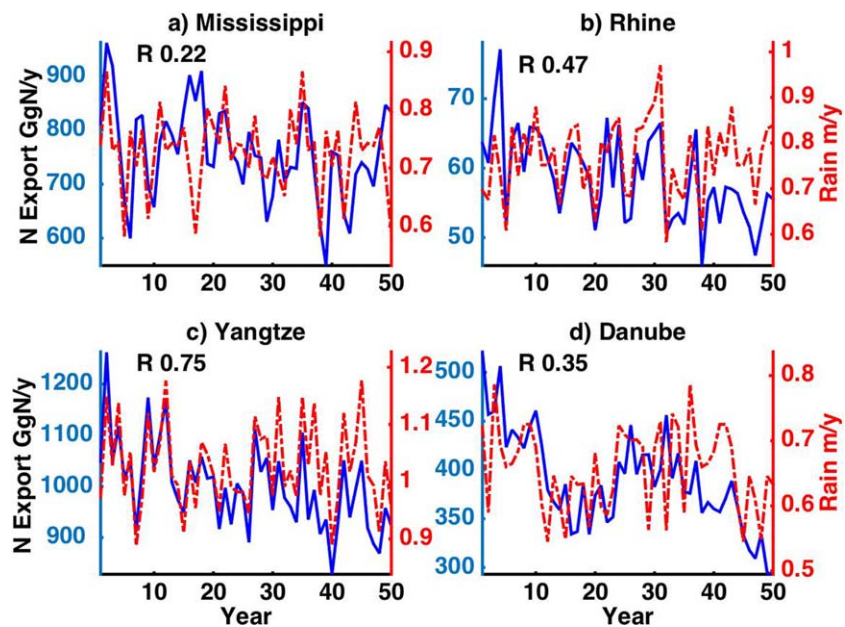 a) Mississippi
R 0.22
N Export GgN/y
900
800
700
600
0.9
0.8
0.7
0.6
10 20 30 40 50
b) Rhine
R 0.47
70
60
50
1
0.9
0.8
0.7
0.6
Rain m/y
10 20 30 40 50
c) Yangtze
R 0.75
N Export GgN/y
1200
1100
1000
900
1.2
1.1
1
0.9
10 20 30 40 50
Year
d) Danube
R 0.35
500
450
400
350
300
0.8
0.7
0.6
0.5
Rain m/y
10 20 30 40 50
Year